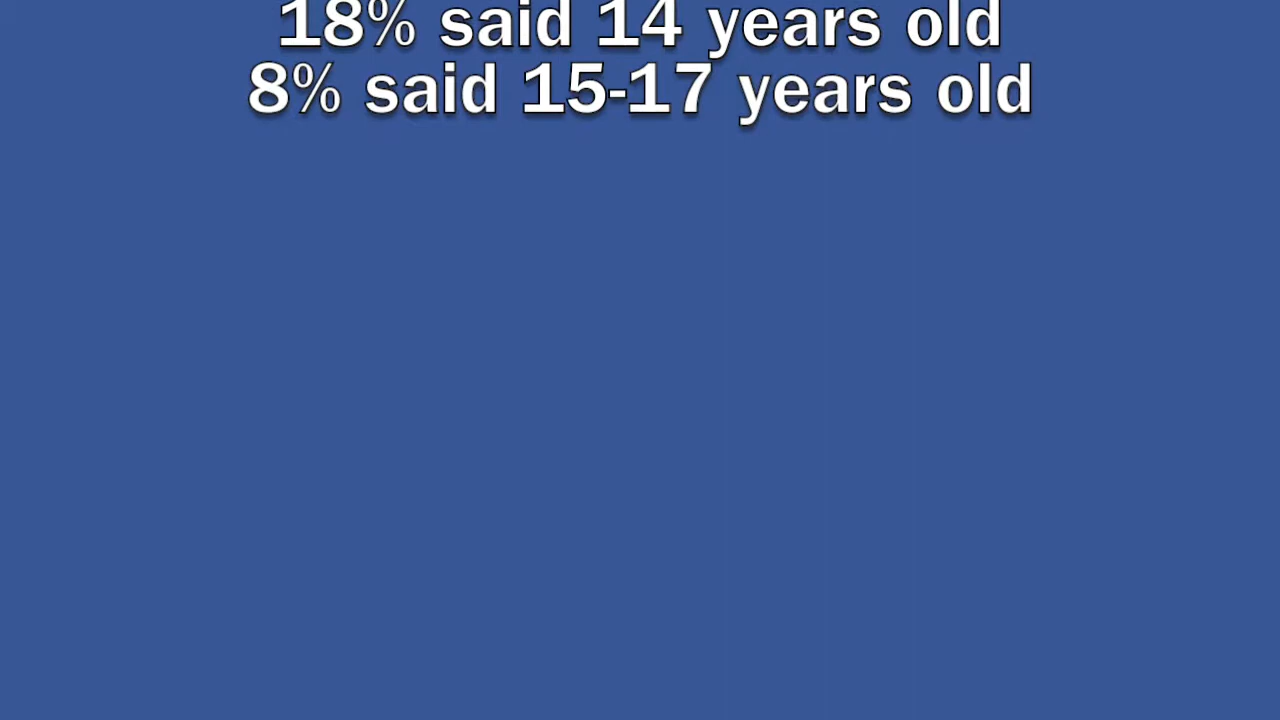 18% said 14 years old
8% said 15-17 years old